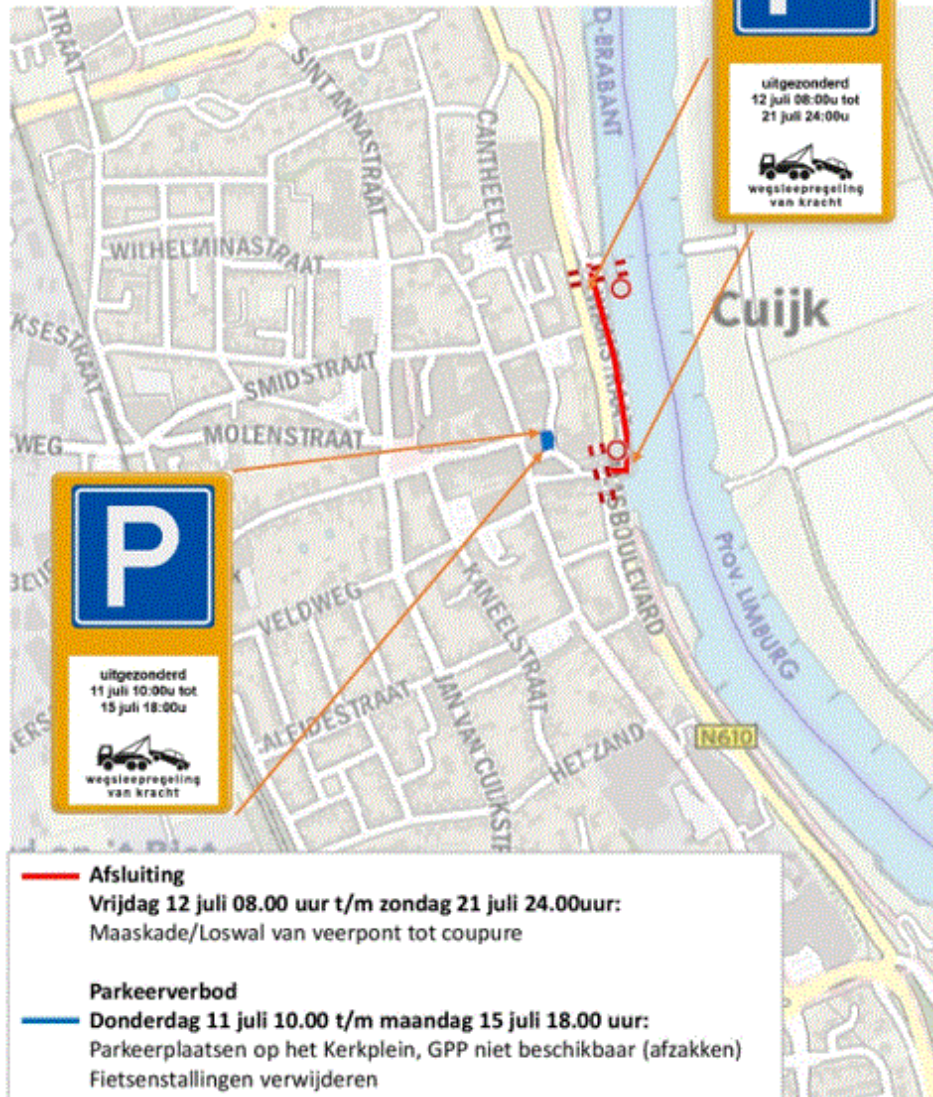 P
uitgezonderd
12 juli 08:00u tot
21 juli 24:00u
wegsleepregeling
van kracht
D-BRABANT
STRAAT
SINT ANNASTRAAT
CANTHEELEN
WILHELMINASTRAAT
Cuijk
KSESTRAAT
SMIDSTRAAT
WEG
MOLENSTRAAT
P
uitgezonderd
11 juli 10:00u tot
15 juli 18:00u
wegsleepregeling
van kracht
SBOULEVARD
Prov. LIMBURG
VELDWEG
KANEELSTRAAT
ALEIDESTRAAT
JAN VAN CUIJKSTR
HET ZAND
N610
Afsluiting
Vrijdag 12 juli 08.00 uur t/m zondag 21 juli 24.00uur:
Maaskade/Loswal van veerpont tot coupure
Parkeerverbod
Donderdag 11 juli 10.00 t/m maandag 15 juli 18.00 uur:
Parkeerplaatsen op het Kerkplein, GPP niet beschikbaar (afzakken)
Fietsenstallingen verwijderen